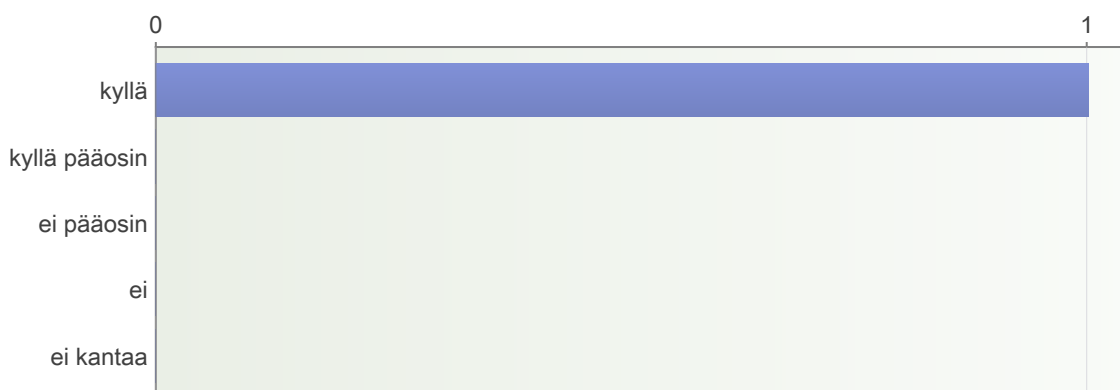 0 1
kyllä
kyllä pääosin
ei pääosin
ei
ei kantaa